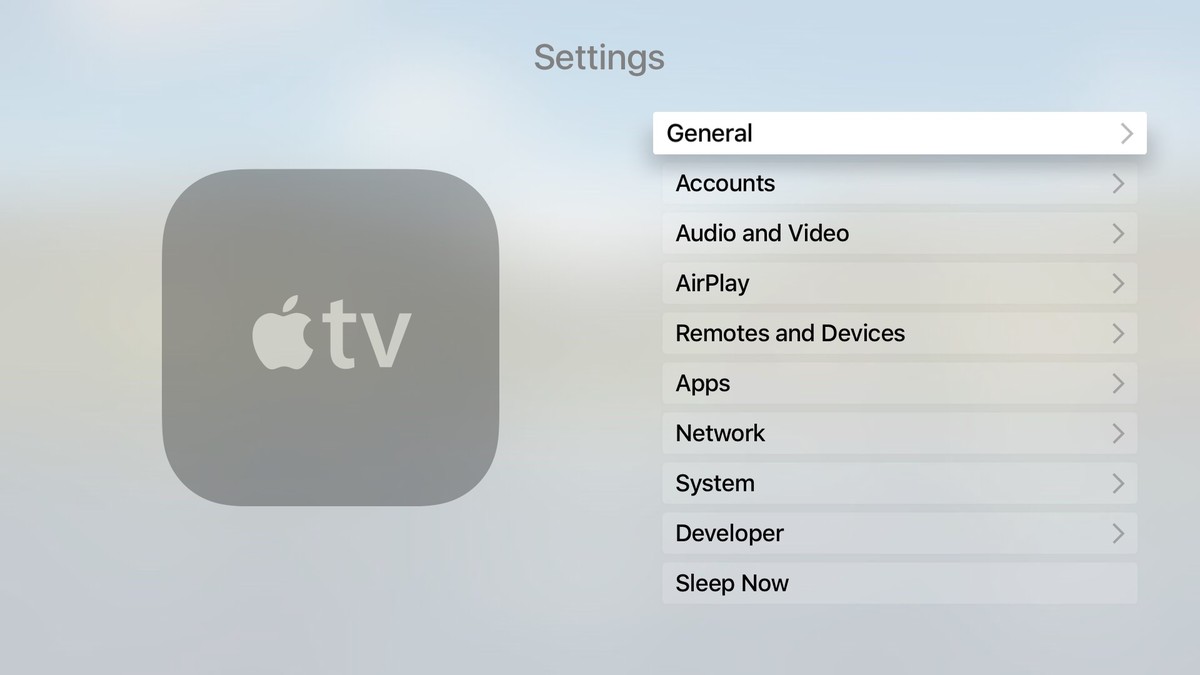 Settings
tv
General
Accounts
Audio and Video
AirPlay
Remotes and Devices
Apps
Network
System
Developer
Sleep Now